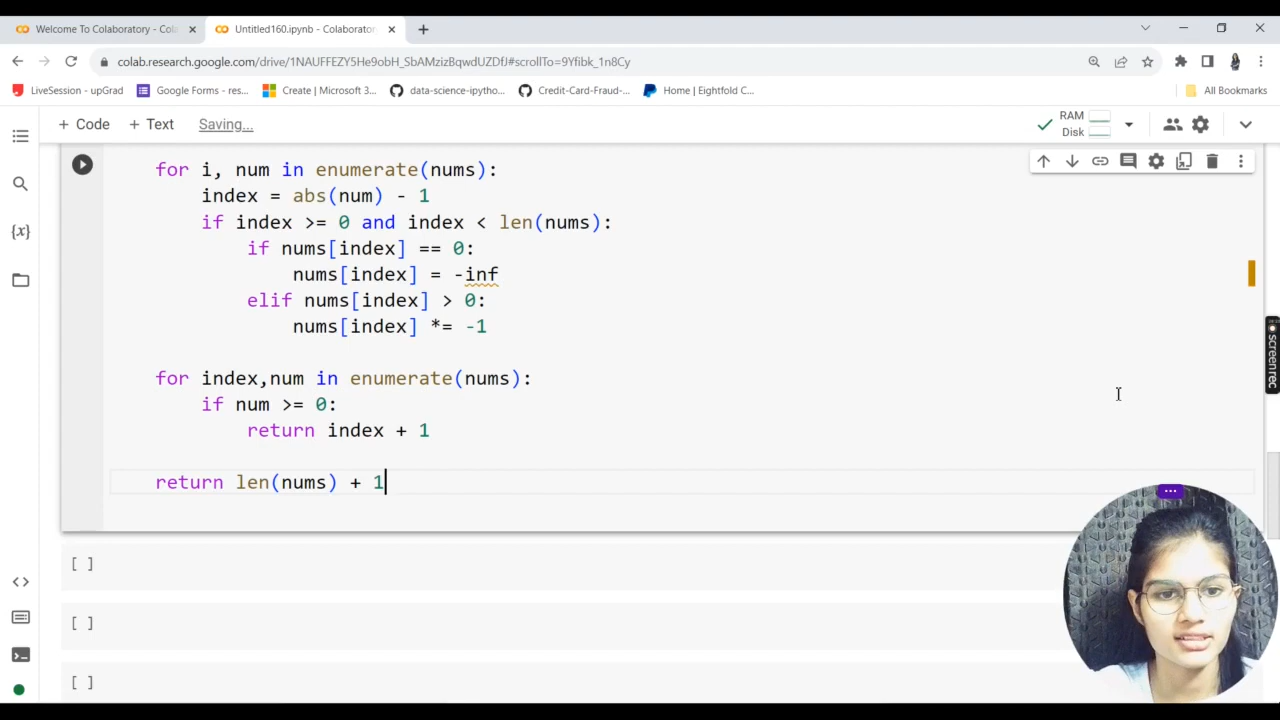 Welcome To Colaboratory - Cola
Untitled160.ipynb - Colaborator
colab.research.google.com/drive/1NAUFFEZY5He9obH_SbAMzizBqwdUZDfJ#scrollTo=9Yfibk_1n8Cy
LiveSession - upGrad
Google Forms - res...
Create | Microsoft 3...
data-science-ipytho...
Credit-Card-Fraud-...
Home | Eightfold C...
All Bookmarks
+ Code
+ Text
Saving...
RAM
Disk
for i, num in enumerate(nums):
index = abs(num) - 1
if index >= 0 and index < len(nums):
if nums[index] == 0:
nums[index] = -inf
elif nums[index] > 0:
nums[index] *= -1
for index,num in enumerate(nums):
if num >= 0:
return index + 1
return len(nums) + 1
[ ]
[ ]
[ ]
{x}
screenrec